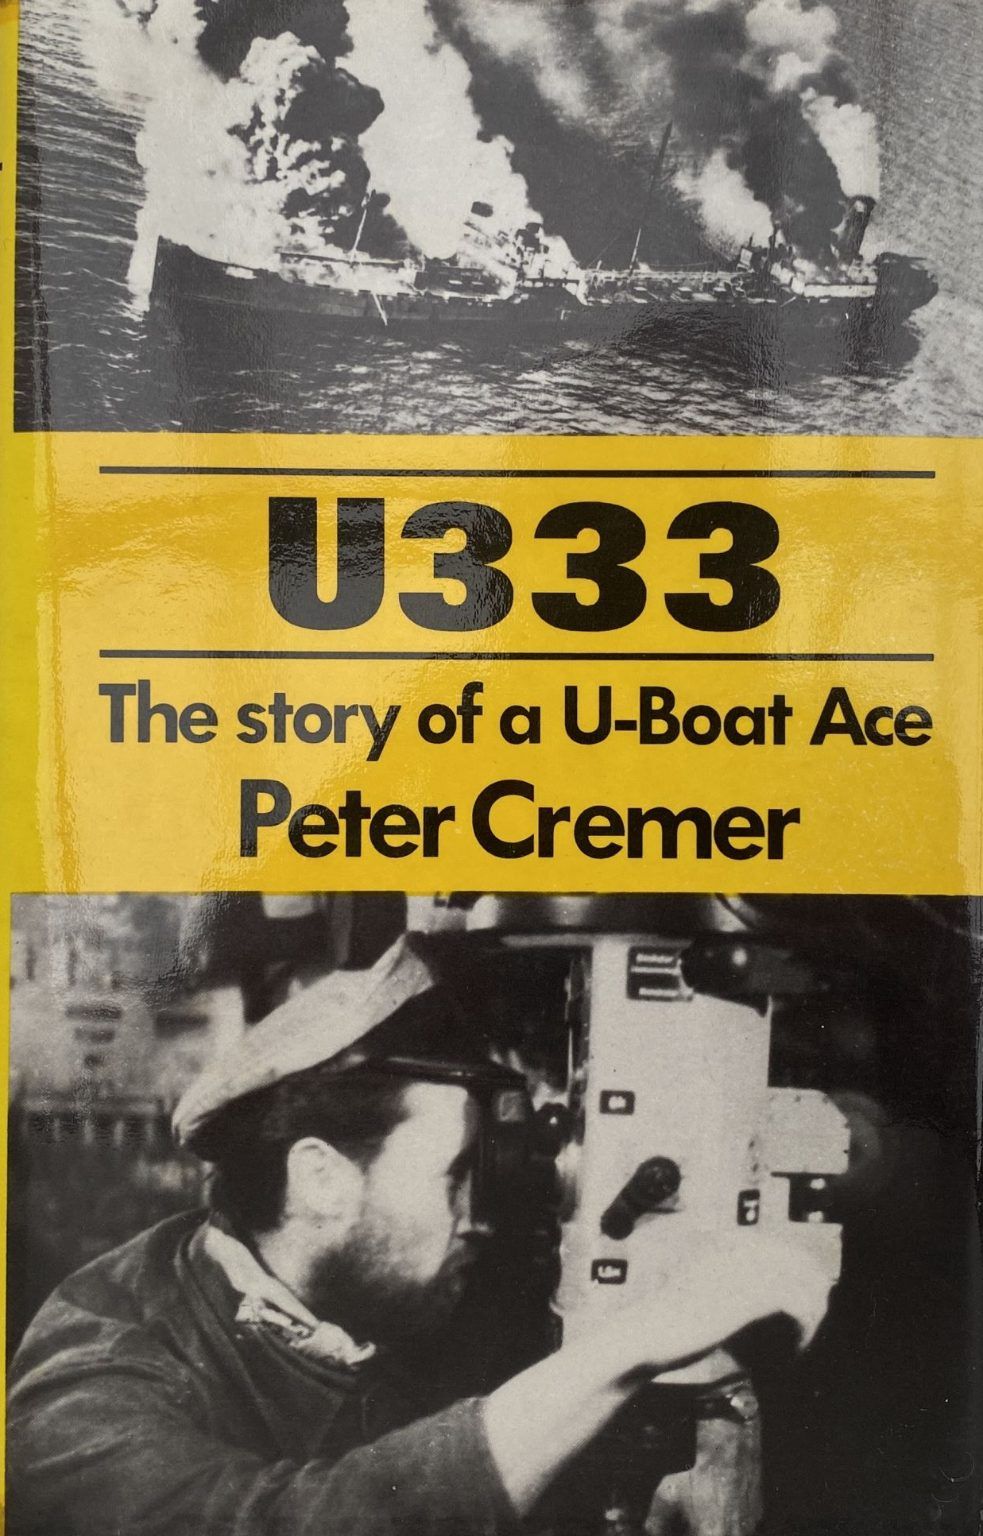 U333
The story of a U-Boat Ace
Peter Cremer